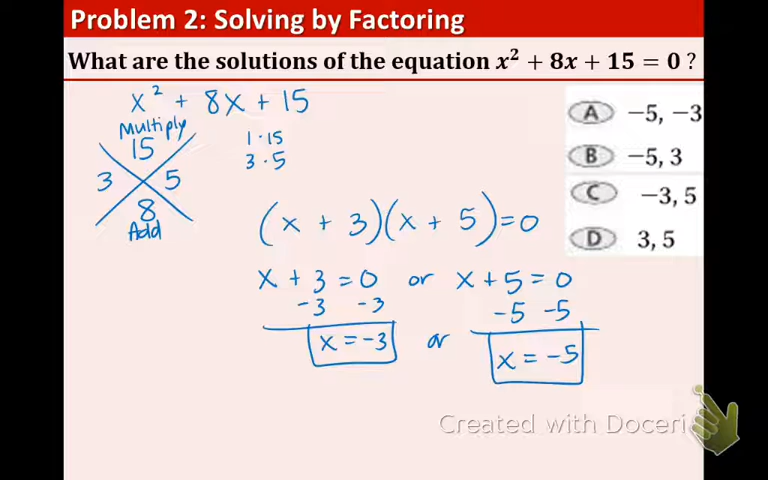 Problem 2: Solving by Factoring
What are the solutions of the equation x² + 8x + 15 = 0 ?
x² + 8x + 15
Multiply
15
3 5
8
Add
1 · 15
3 · 5
A −5, −3
B −5, 3
C −3, 5
D 3, 5
(x + 3)(x + 5) = 0
x + 3 = 0 or x + 5 = 0
−3 −3 −5 −5
x = −3 or x = −5
Created with Doceri